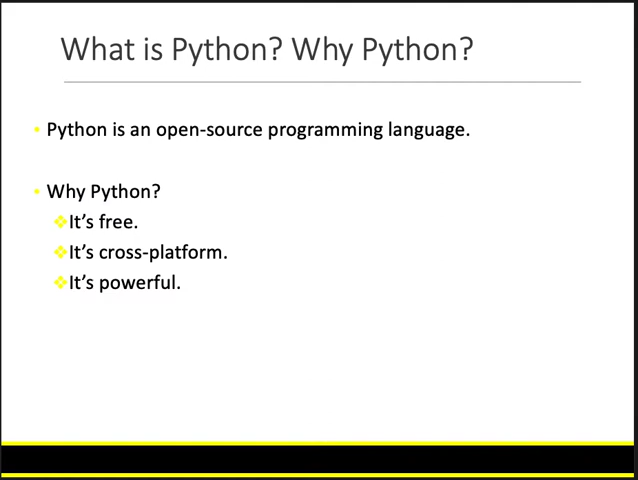 What is Python? Why Python?
• Python is an open-source programming language.
• Why Python?
❖It's free.
❖It's cross-platform.
❖It's powerful.